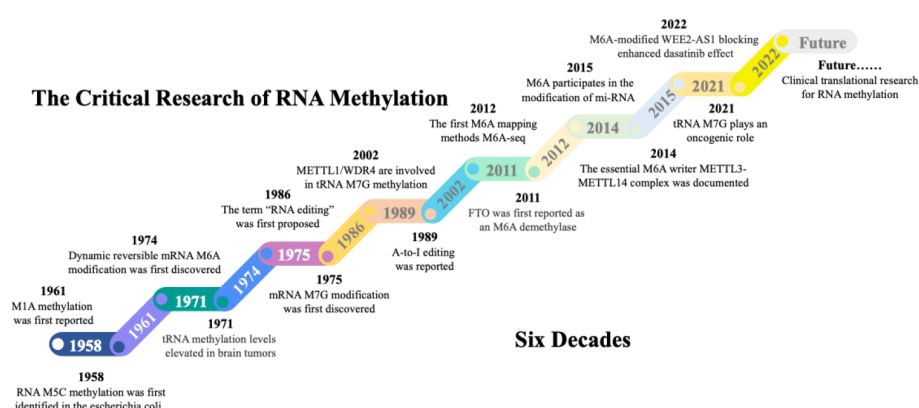 2022
M6A-modified WEE2-AS1 blocking
enhanced dasatinib effect
Future
Future......
Clinical translational research
for RNA methylation
2022
2015
M6A participates in the
modification of mi-RNA
2021
2021
tRNA M7G plays an
oncogenic role
2015
The Critical Research of RNA Methylation
2012
The first M6A mapping
methods M6A-seq
2014
2014
The essential M6A writer METTL3-
METTL14 complex was documented
2012
2002
METTL1/WDR4 are involved
in tRNA M7G methylation
2011
2011
FTO was first reported as
an M6A demethylase
2002
1986
The term “RNA editing”
was first proposed
1989
1989
A-to-I editing
was reported
1986
1974
Dynamic reversible mRNA M6A
modification was first discovered
1975
1975
mRNA M7G modification
was first discovered
1974
1961
M1A methylation
was first reported
1971
1971
tRNA methylation levels
elevated in brain tumors
1961
1958
1958
RNA M5C methylation was first
identified in the escherichia coli
Six Decades